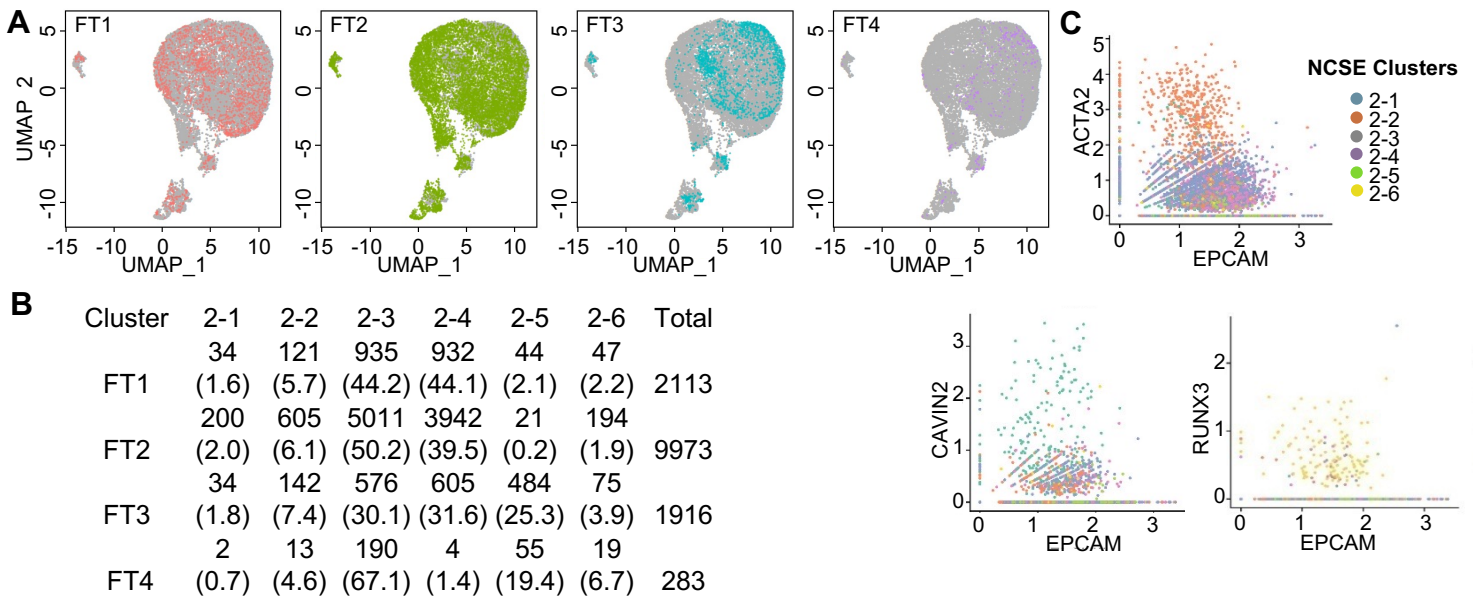 A
FT1
FT2
FT3
FT4
5
0
-5
-10
5
0
-5
-10
5
0
-5
-10
5
0
-5
-10
UMAP_2
-15 -10 0 5 10
-15 -10 0 5 10
-15 -10 0 5 10
-15 -10 0 5 10
UMAP_1
UMAP_1
UMAP_1
UMAP_1
C
5
4
3
2
1
0
ACTA2
0 1 2 3
EPCAM
NCSE Clusters
2-1
2-2
2-3
2-4
2-5
2-6
B
Cluster 2-1 2-2 2-3 2-4 2-5 2-6 Total
34 121 935 932 44 47
FT1 (1.6) (5.7) (44.2) (44.1) (2.1) (2.2) 2113
200 605 5011 3942 21 194
FT2 (2.0) (6.1) (50.2) (39.5) (0.2) (1.9) 9973
34 142 576 605 484 75
FT3 (1.8) (7.4) (30.1) (31.6) (25.3) (3.9) 1916
2 13 190 4 55 19
FT4 (0.7) (4.6) (67.1) (1.4) (19.4) (6.7) 283
3
2
1
0
CAVIN2
0 1 2 3
EPCAM
2
1
0
RUNX3
0 1 2 3
EPCAM